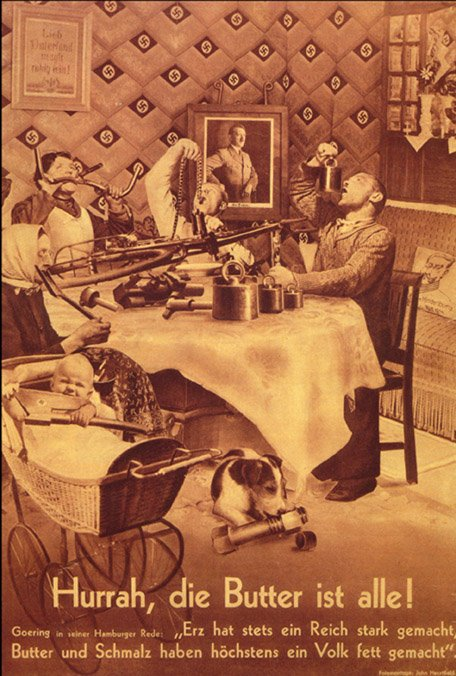 Lieb
Vaterland
magst
ruhig sein!
Hurrah, die Butter ist alle!
Goering in seiner Hamburger Rede: „Erz hat stets ein Reich stark gemacht,
Butter und Schmalz haben höchstens ein Volk fett gemacht“.
Fotomontage: John Heartfield